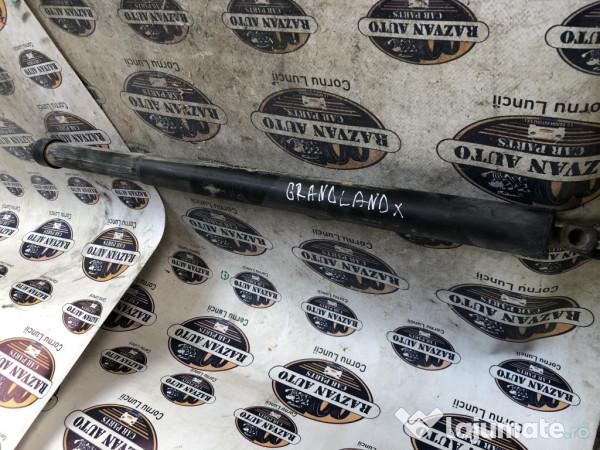 RAZVAN AUTO
CAR PARTS
Cornu Luncii
GRANDLAND X
Lajumate.ro